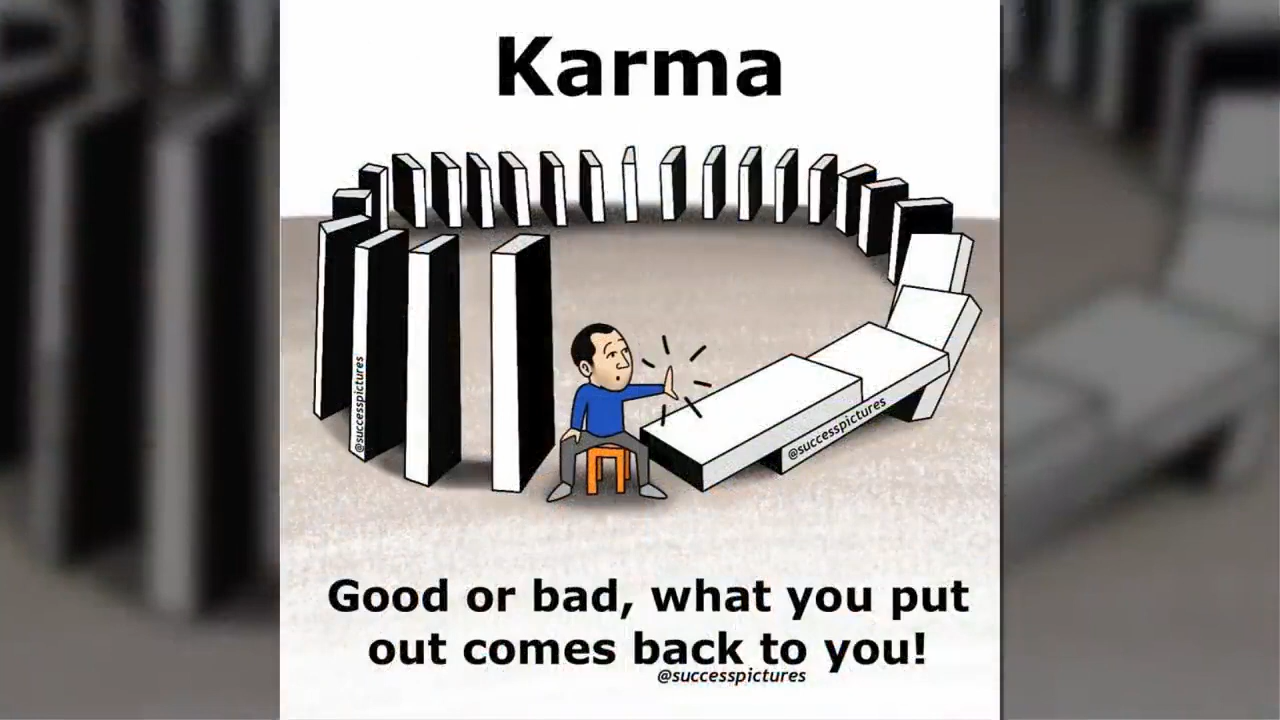 Karma
@successpictures
@successpictures
Good or bad, what you put
out comes back to you!
@successpictures